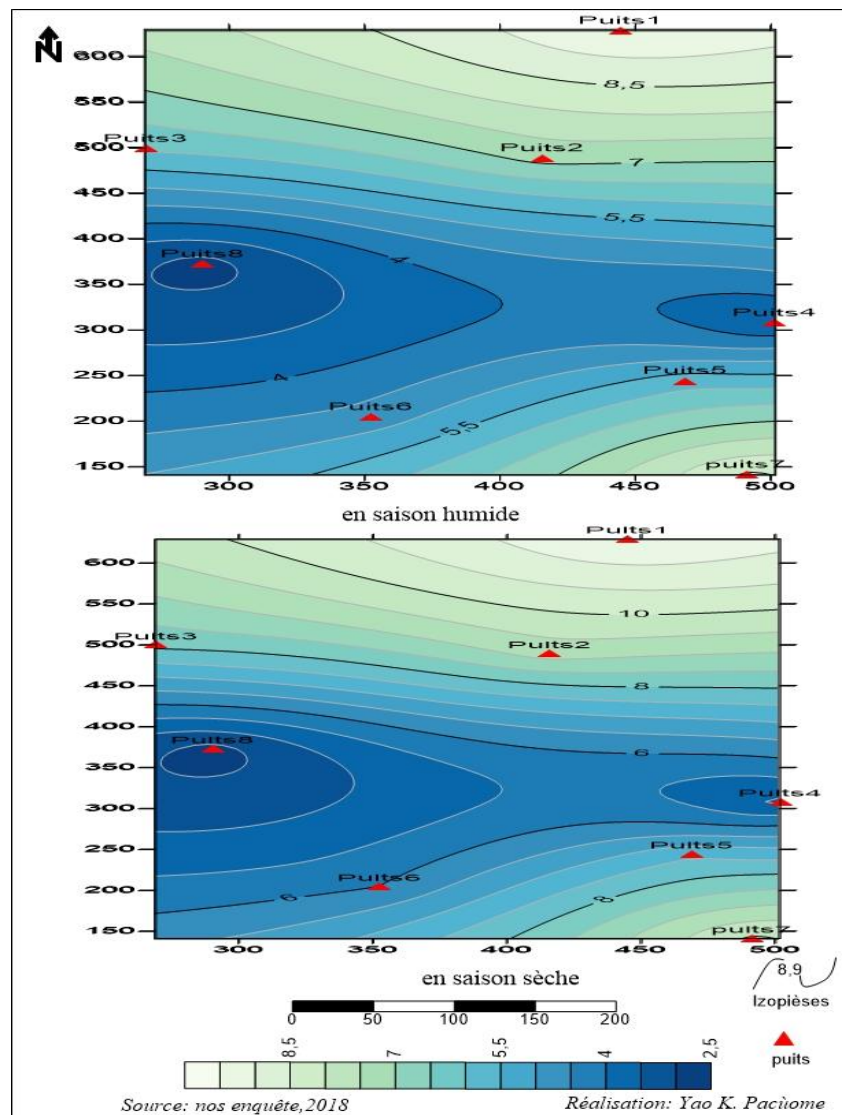 N
Puits1
600
8,5
550
Puits3
500
Puits2
7
450
5,5
400
Puits8
4
350
Puits4
300
250
4
Puits5
Puits6
200
5,5
puits7
150
300
350
400
450
500
en saison humide
Puits1
600
550
10
Puits3
500
Puits2
450
8
400
Puits8
6
350
Puits4
300
250
Puits5
Puits6
200
6
8
puits7
150
300
350
400
450
500
en saison sèche
8,9
Izopièses
0
50
100
150
200
puits
8,5
7
5,5
4
2,5
Source: nos enquête,2018
Réalisation: Yao K. Pacùome